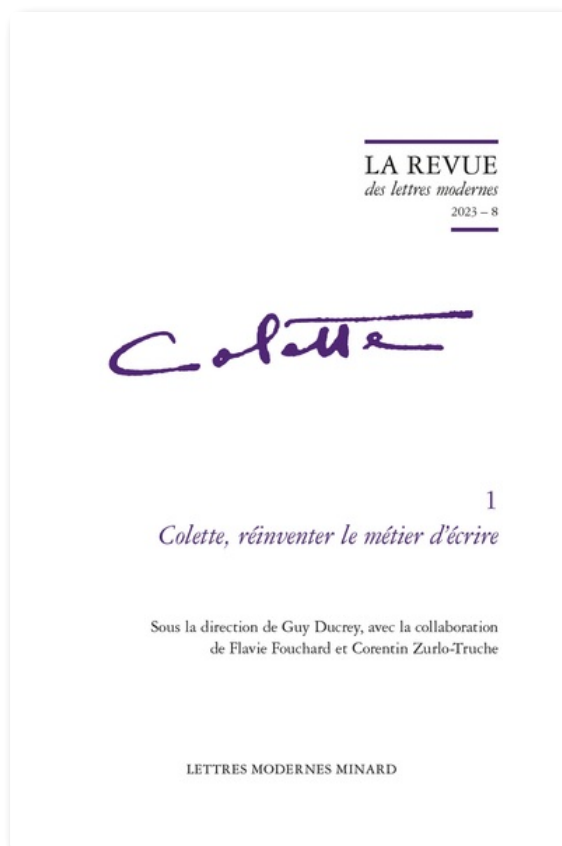 LA REVUE
des lettres modernes
2023 – 8
Colette
1
Colette, réinventer le métier d'écrire
Sous la direction de Guy Ducrey, avec la collaboration
de Flavie Fouchard et Corentin Zurlo-Truche
LETTRES MODERNES MINARD